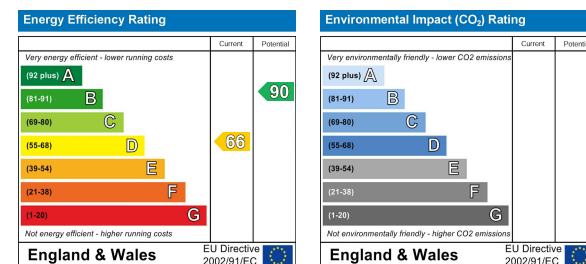 Energy Efficiency Rating
Current Potential
Very energy efficient - lower running costs
(92 plus) A
(81-91) B
90
(69-80) C
(55-68) D
66
(39-54) E
(21-38) F
(1-20) G
Not energy efficient - higher running costs
England & Wales
EU Directive
2002/91/EC
Environmental Impact (CO₂) Rating
Current
Very environmentally friendly - lower CO2 emissions
(92 plus) A
(81-91) B
(69-80) C
(55-68) D
(39-54) E
(21-38) F
(1-20) G
Not environmentally friendly - higher CO2 emissions
England & Wales
EU Directive
2002/91/EC